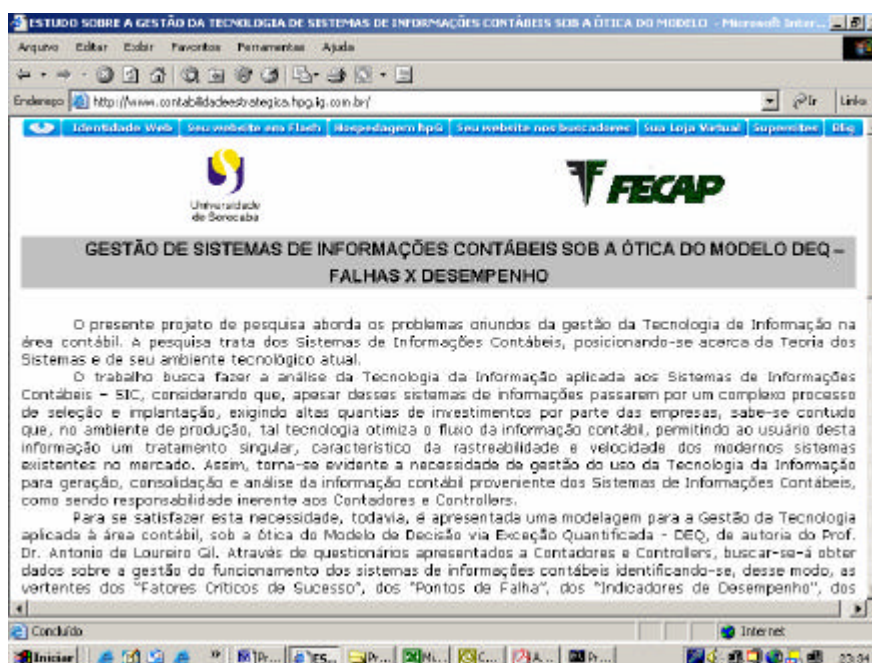 ESTUDO SOBRE A GESTÃO DA TECNOLOGIA DE SISTEMAS DE INFORMAÇÕES CONTÁBEIS SOB A ÓTICA DO MODELO - Microsoft Inter...
Arquivo Editar Exibir Favoritos Ferramentas Ajuda
Endereço http://www.contabilidadeestrategica.hpg.ig.com.br/ Ir Links
Identidade Web Seu website em Flash Hospedagem hpG Seu website nos buscadores Sua Loja Virtual Supersites Blig
Universidade
de Sorocaba
FECAP
GESTÃO DE SISTEMAS DE INFORMAÇÕES CONTÁBEIS SOB A ÓTICA DO MODELO DEQ –
FALHAS X DESEMPENHO
O presente projeto de pesquisa aborda os problemas oriundos da gestão da Tecnologia de Informação na
área contábil. A pesquisa trata dos Sistemas de Informações Contábeis, posicionando-se acerca da Teoria dos
Sistemas e de seu ambiente tecnológico atual.
O trabalho busca fazer a análise da Tecnologia da Informação aplicada aos Sistemas de Informações
Contábeis – SIC, considerando que, apesar desses sistemas de informações passarem por um complexo processo
de seleção e implantação, exigindo altas quantias de investimentos por parte das empresas, sabe-se contudo
que, no ambiente de produção, tal tecnologia otimiza o fluxo da informação contábil, permitindo ao usuário desta
informação um tratamento singular, característico da rastreabilidade e velocidade dos modernos sistemas
existentes no mercado. Assim, torna-se evidente a necessidade de gestão do uso da Tecnologia da Informação
para geração, consolidação e análise da informação contábil proveniente dos Sistemas de Informações Contábeis,
como sendo responsabilidade inerente aos Contadores e Controllers.
Para se satisfazer esta necessidade, todavia, é apresentada uma modelagem para a Gestão da Tecnologia
aplicada à área contábil, sob a ótica do Modelo de Decisão via Exceção Quantificada - DEQ, de autoria do Prof.
Dr. Antonio de Loureiro Gil. Através de questionários apresentados a Contadores e Controllers, buscar-se-á obter
dados sobre a gestão do funcionamento dos sistemas de informações contábeis identificando-se, desse modo, as
vertentes dos "Fatores Críticos de Sucesso", dos "Pontos de Falha", dos "Indicadores de Desempenho", dos
Concluído Internet
Iniciar Pr... ES... Pr... Mi... C... A... Pr... 23:34